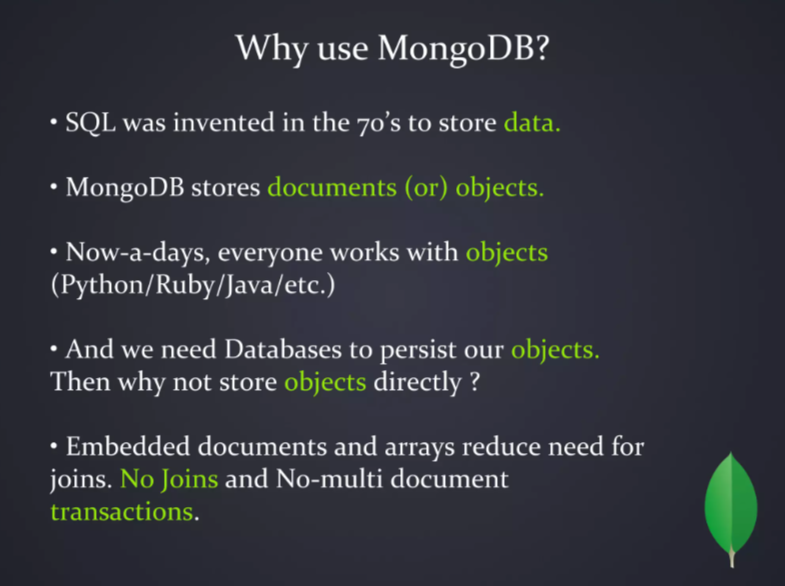 Why use MongoDB?
• SQL was invented in the 70's to store data.
• MongoDB stores documents (or) objects.
• Now-a-days, everyone works with objects
(Python/Ruby/Java/etc.)
• And we need Databases to persist our objects.
Then why not store objects directly ?
• Embedded documents and arrays reduce need for
joins. No Joins and No-multi document
transactions.